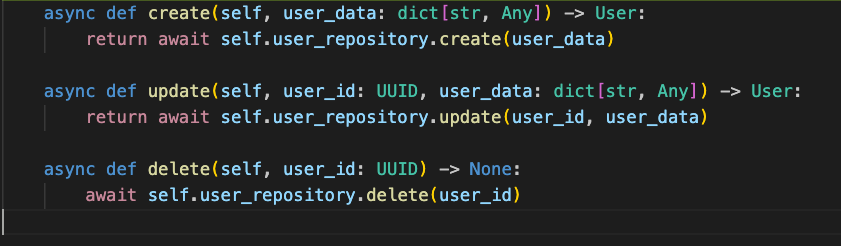 async def create(self, user_data: dict[str, Any]) -> User:
    return await self.user_repository.create(user_data)
async def update(self, user_id: UUID, user_data: dict[str, Any]) -> User:
    return await self.user_repository.update(user_id, user_data)
async def delete(self, user_id: UUID) -> None:
    await self.user_repository.delete(user_id)